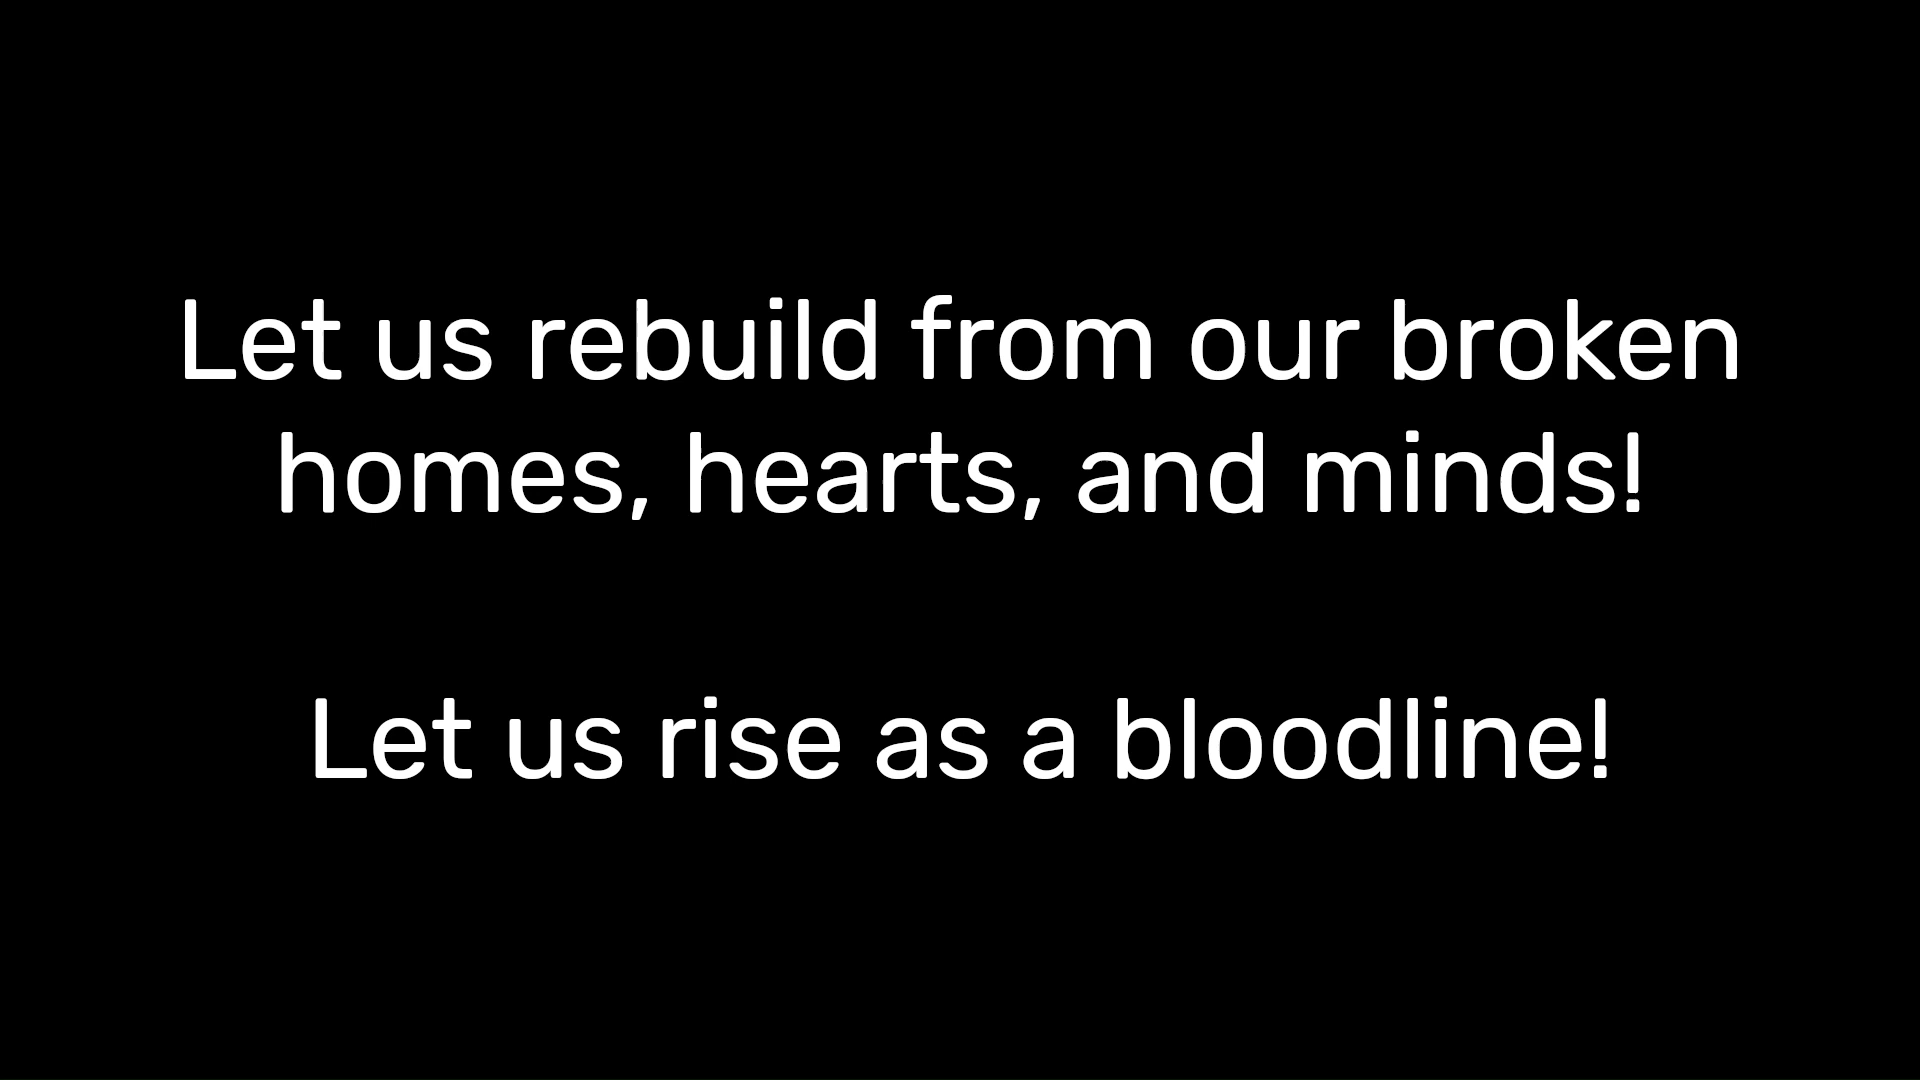 Let us rebuild from our broken
homes, hearts, and minds!
Let us rise as a bloodline!